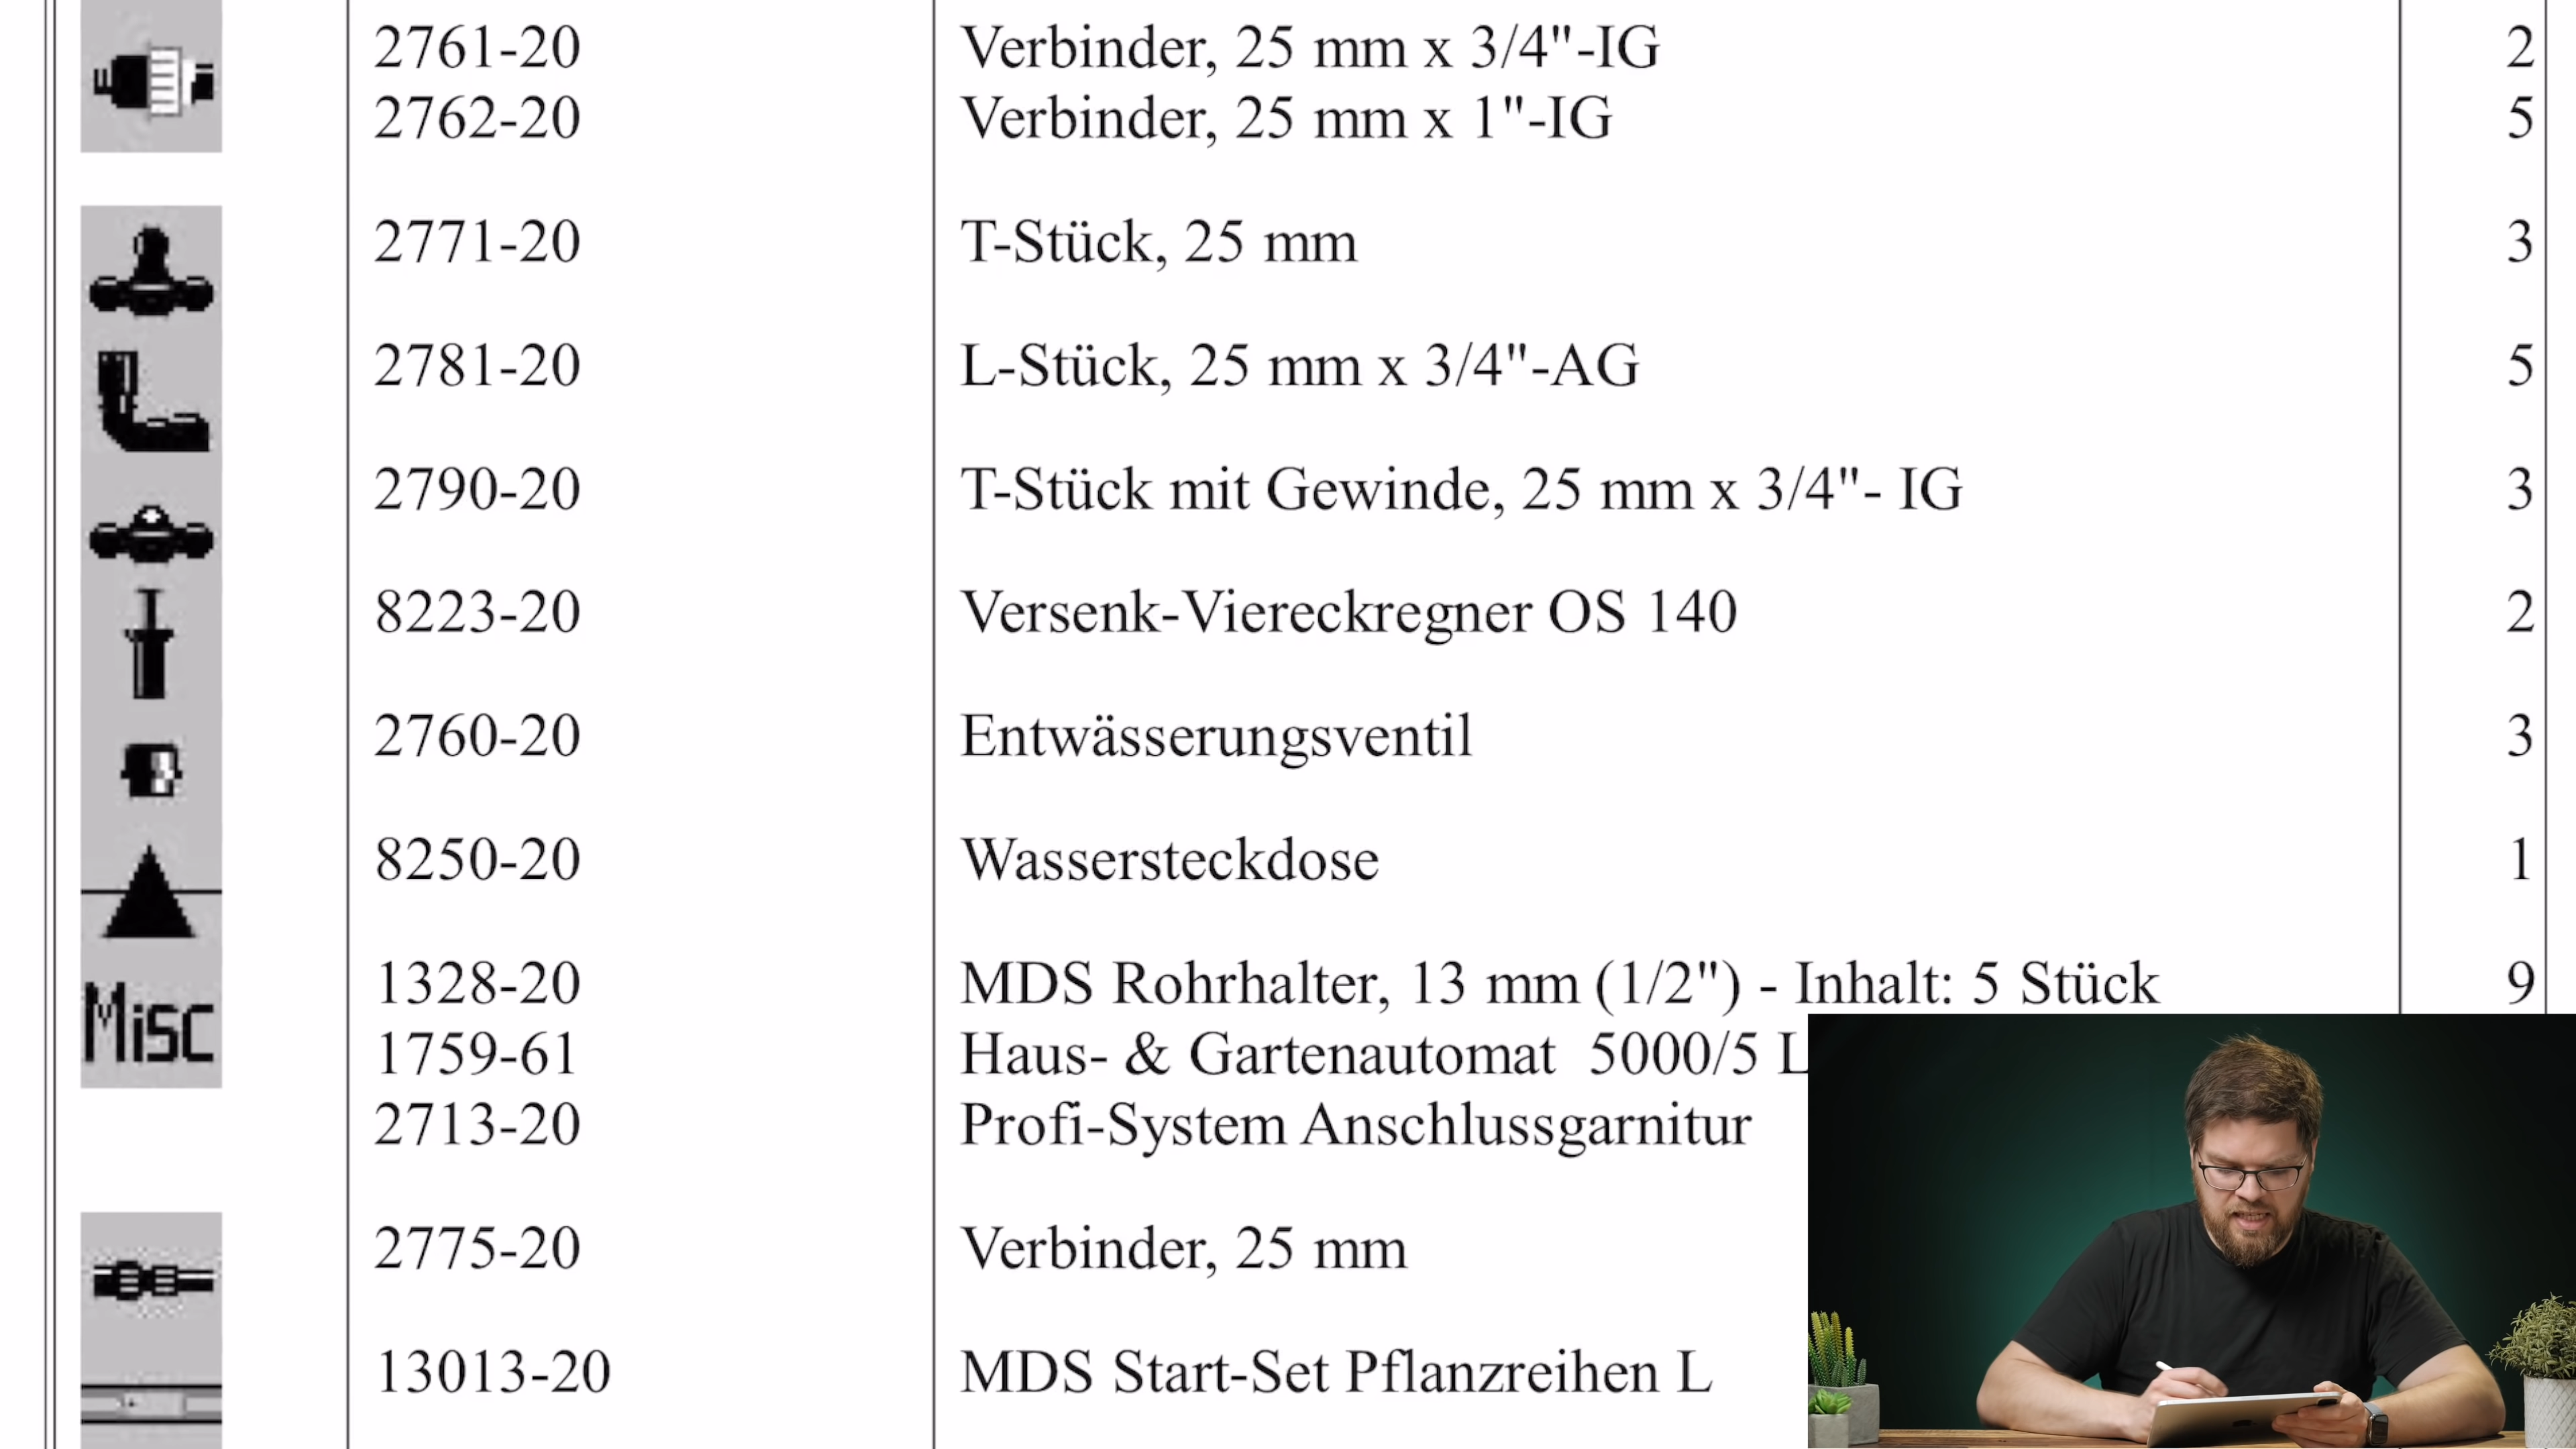 2761-20 Verbinder, 25 mm x 3/4"-IG 2
2762-20 Verbinder, 25 mm x 1"-IG 5
2771-20 T-Stück, 25 mm 3
2781-20 L-Stück, 25 mm x 3/4"-AG 5
2790-20 T-Stück mit Gewinde, 25 mm x 3/4"- IG 3
8223-20 Versenk-Viereckregner OS 140 2
2760-20 Entwässerungsventil 3
8250-20 Wassersteckdose 1
Misc 1328-20 MDS Rohrhalter, 13 mm (1/2") - Inhalt: 5 Stück 9
1759-61 Haus- & Gartenautomat 5000/5 L
2713-20 Profi-System Anschlussgarnitur
2775-20 Verbinder, 25 mm
13013-20 MDS Start-Set Pflanzreihen L